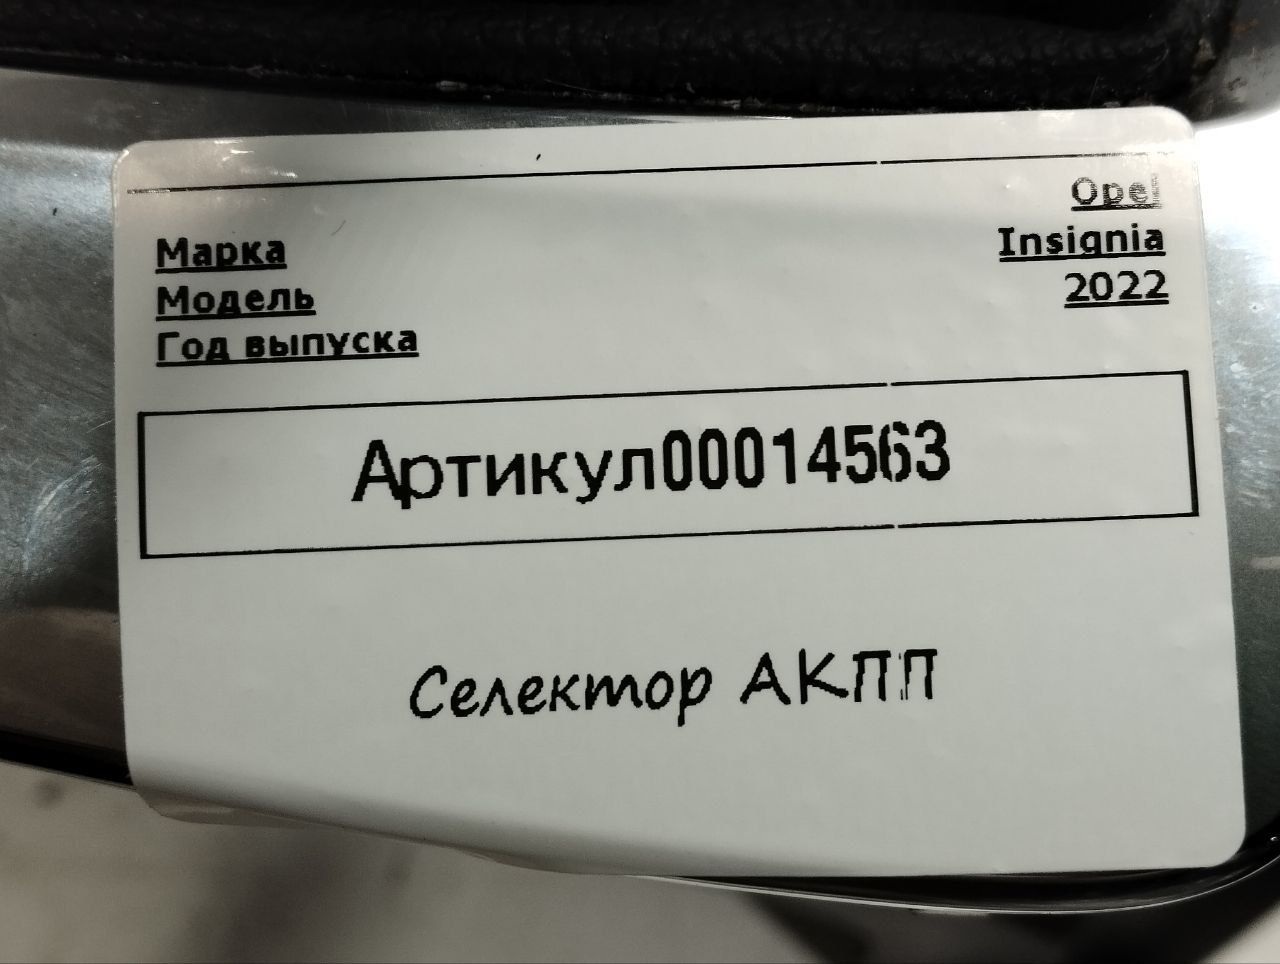 Opel
Марка
Insignia
Модель
2022
Год выпуска
Артикул00014563
Селектор АКПП